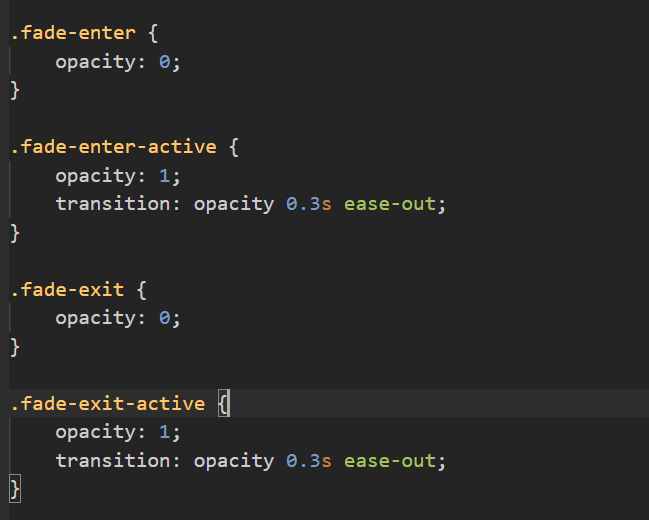 .fade-enter {
    opacity: 0;
}
.fade-enter-active {
    opacity: 1;
    transition: opacity 0.3s ease-out;
}
.fade-exit {
    opacity: 0;
}
.fade-exit-active {
    opacity: 1;
    transition: opacity 0.3s ease-out;
}